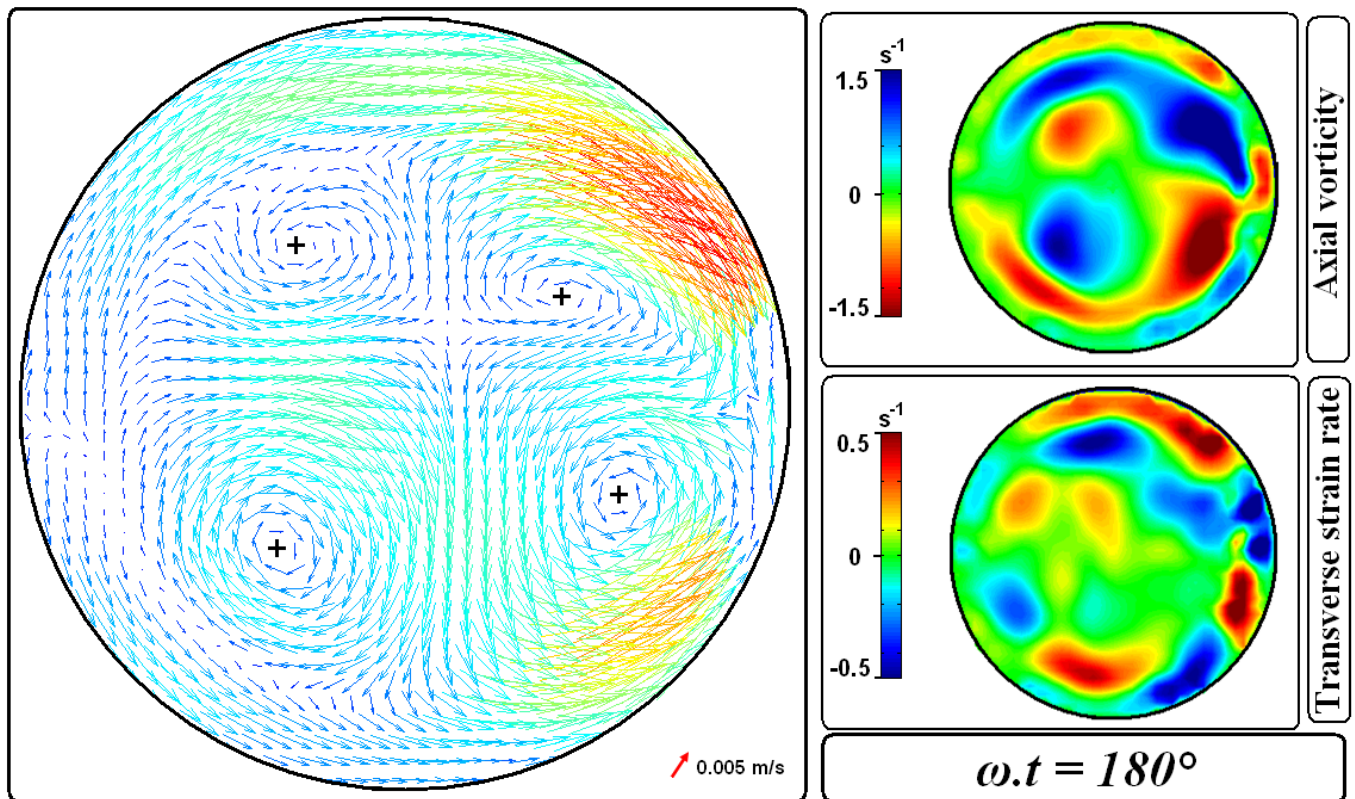 0.005 m/s
s-1
1.5
0
-1.5
Axial vorticity
s-1
0.5
0
-0.5
Transverse strain rate
ω.t = 180°